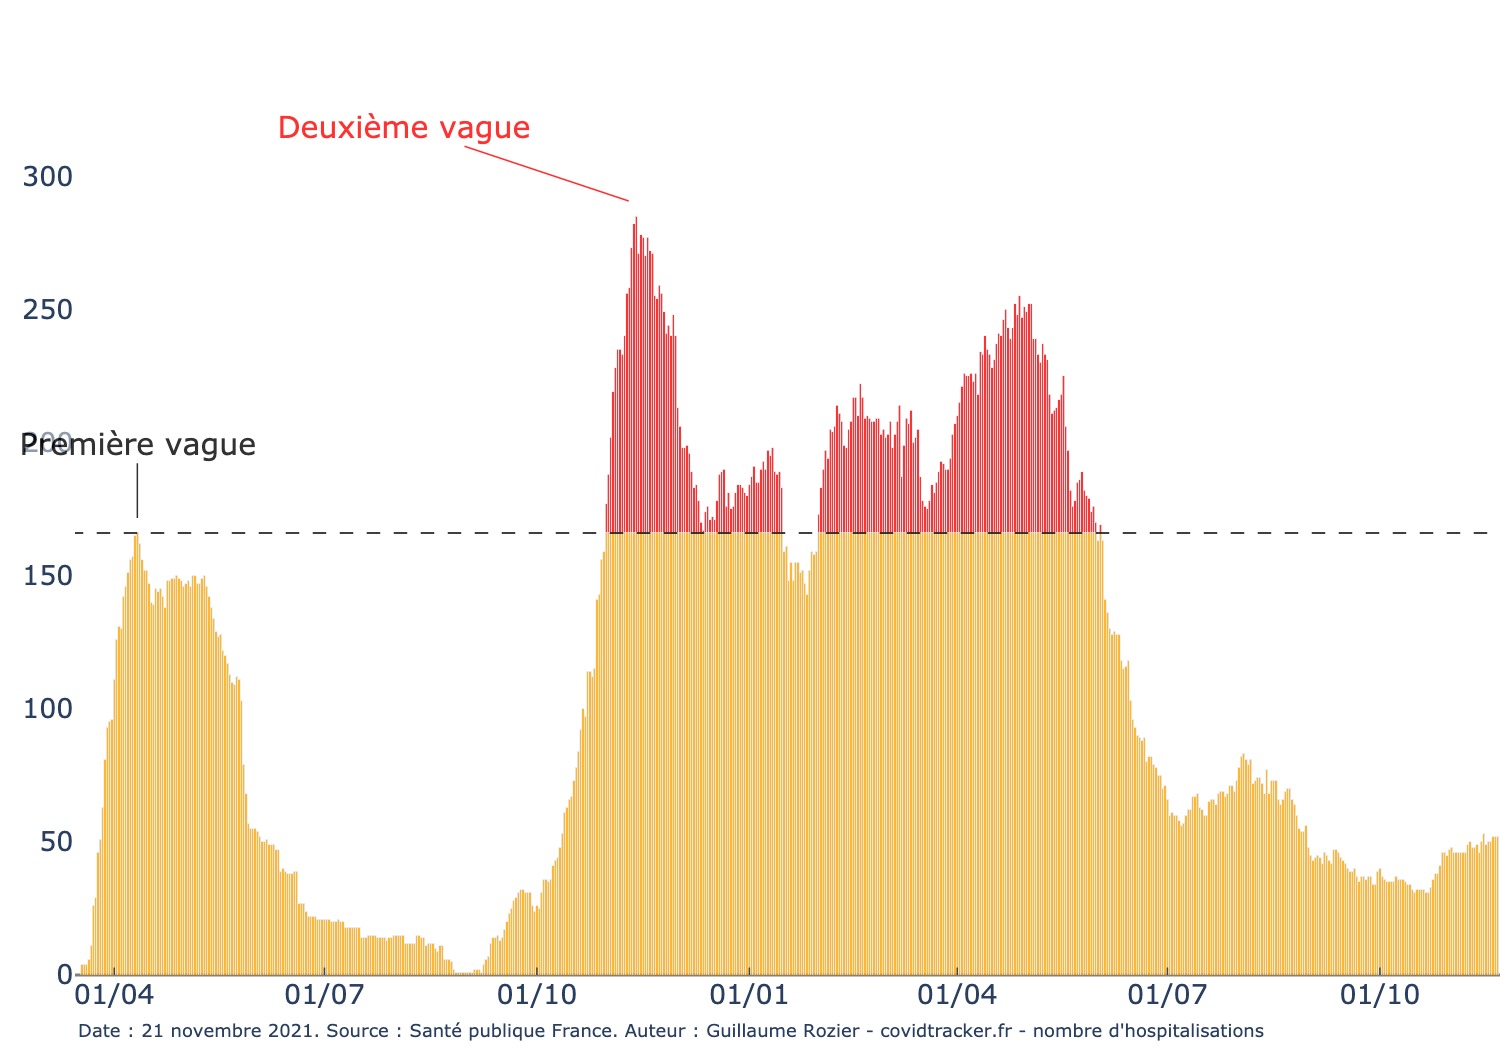 Deuxième vague
300
250
Première vague
200
150
100
50
0
01/04 01/07 01/10 01/01 01/04 01/07 01/10
Date : 21 novembre 2021. Source : Santé publique France. Auteur : Guillaume Rozier - covidtracker.fr - nombre d'hospitalisations